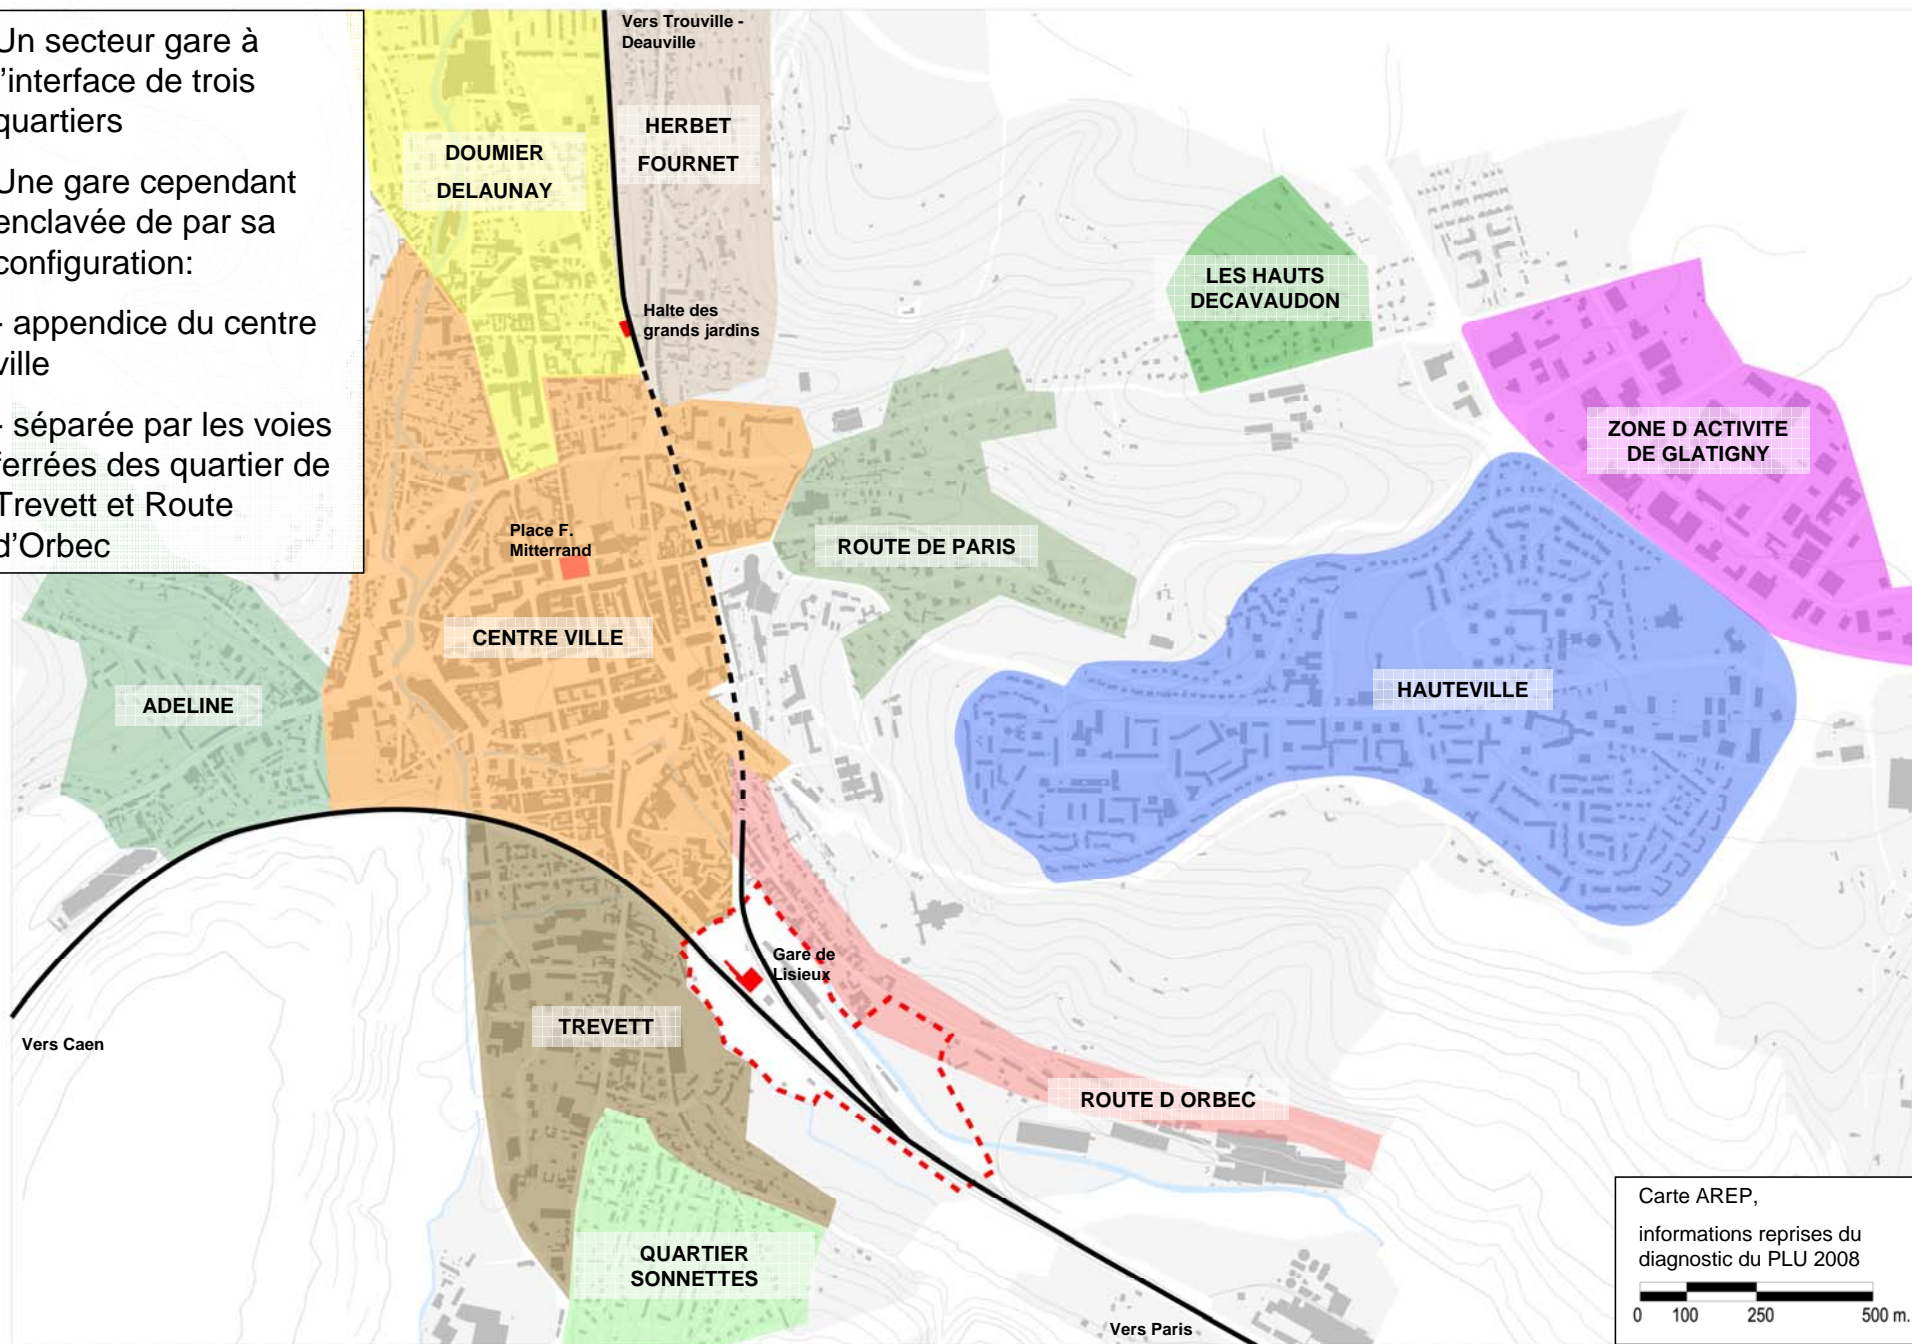 Un secteur gare à
l'interface de trois
quartiers
Une gare cependant
enclavée de par sa
configuration:
- appendice du centre
ville
- séparée par les voies
ferrées des quartier de
Trevett et Route
d'Orbec
Vers Trouville -
Deauville
HERBET
FOURNET
DOUMIER
DELAUNAY
LES HAUTS
DECAVAUDON
Halte des
grands jardins
ZONE D ACTIVITE
DE GLATIGNY
Place F.
Mitterrand
ROUTE DE PARIS
CENTRE VILLE
HAUTEVILLE
ADELINE
Gare de
Lisieux
TREVETT
Vers Caen
ROUTE D ORBEC
QUARTIER
SONNETTES
Vers Paris
Carte AREP,
informations reprises du
diagnostic du PLU 2008
0 100 250 500 m.